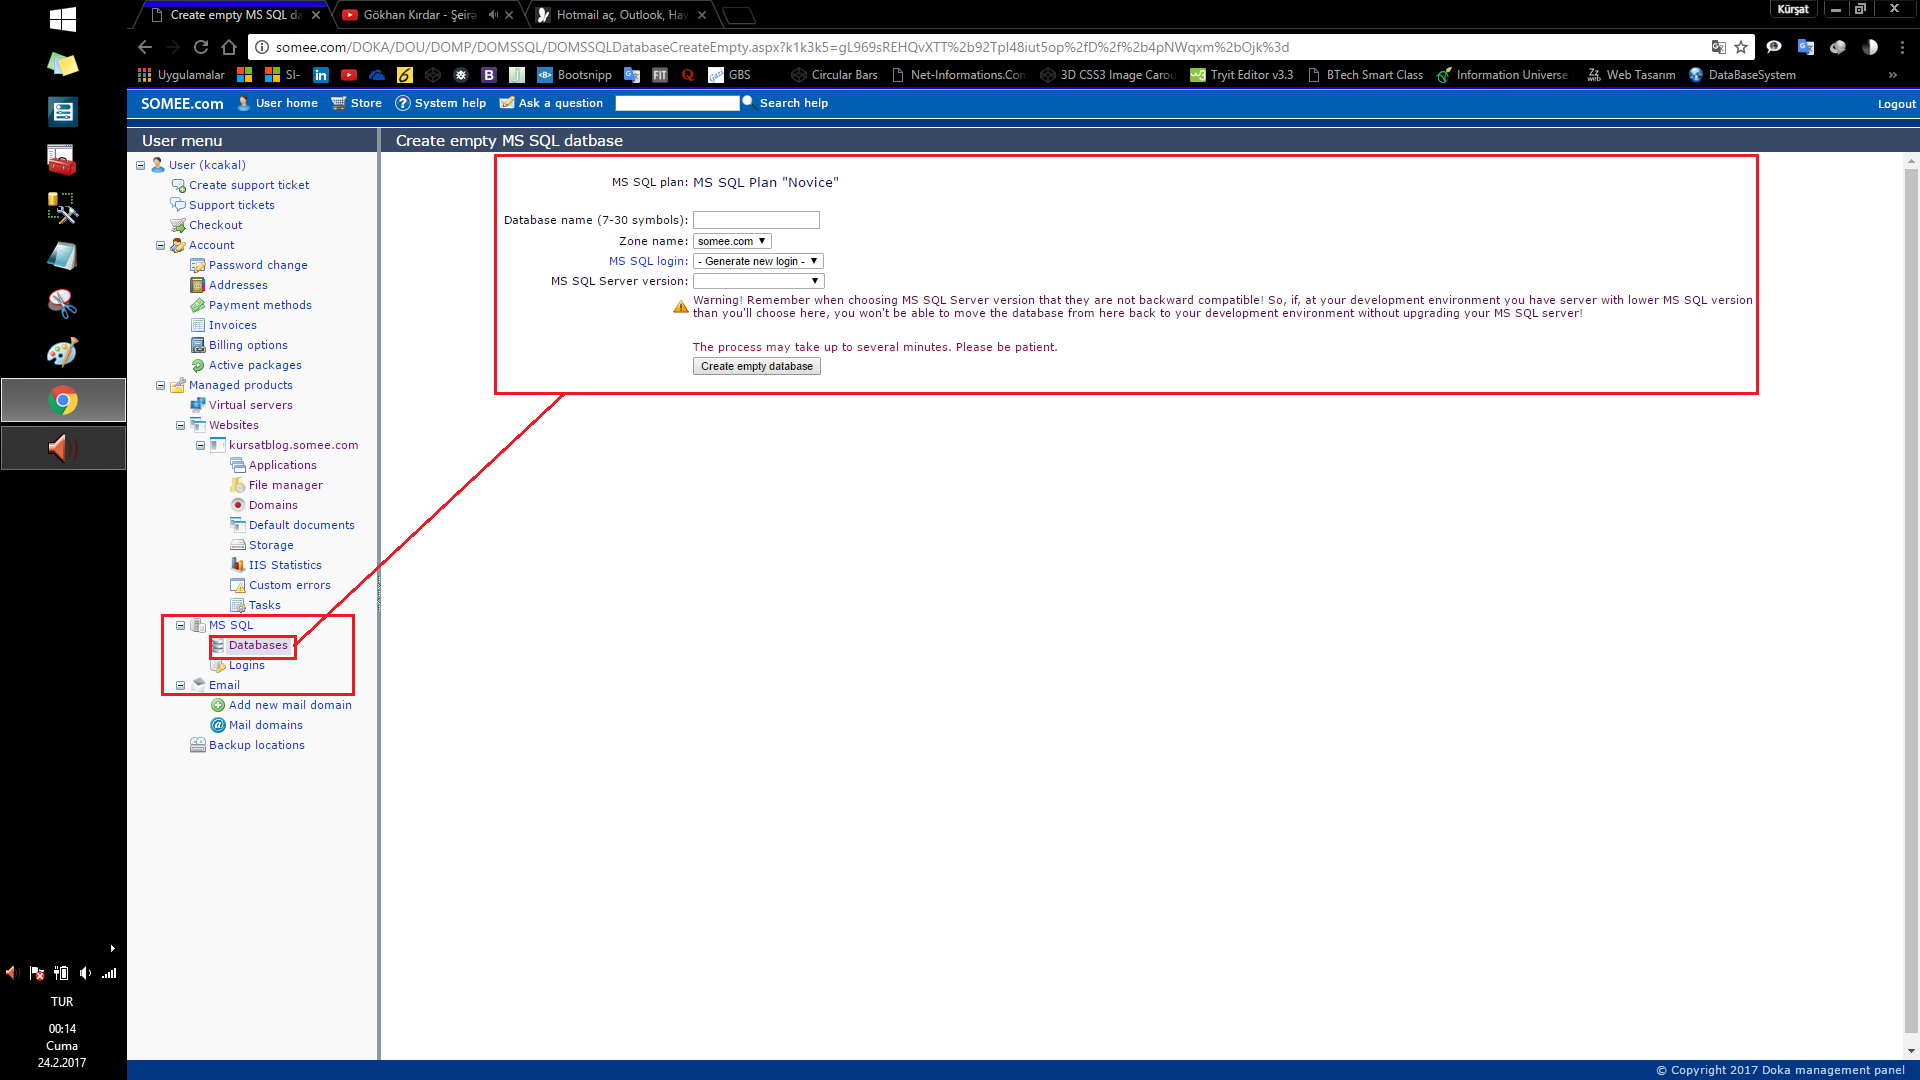 Create empty MS SQL da
Gökhan Kırdar - Şeira
Hotmail aç, Outlook, Ha
Kürşat
somee.com/DOKA/DOU/DOMP/DOMSSQL/DOMSSQLDatabaseCreateEmpty.aspx?k1k3k5=gL969sREHQvXTT%2b92TpI48iut5op%2fD%2f%2b4pNWqxm%2bOjk%3d
Uygulamalar
SI-
Bootsnipp
FIT
GBS
Circular Bars
Net-Informations.Com
3D CSS3 Image Carou
Tryit Editor v3.3
BTech Smart Class
Information Universe
Web Tasarım
DataBaseSystem
SOMEE.com
User home
Store
System help
Ask a question
Search help
Logout
User menu
Create empty MS SQL datbase
User (kcakal)
Create support ticket
Support tickets
Checkout
Account
Password change
Addresses
Payment methods
Invoices
Billing options
Active packages
Managed products
Virtual servers
Websites
kursatblog.somee.com
Applications
File manager
Domains
Default documents
Storage
IIS Statistics
Custom errors
Tasks
MS SQL
Databases
Logins
Email
Add new mail domain
Mail domains
Backup locations
MS SQL plan: MS SQL Plan "Novice"
Database name (7-30 symbols):
Zone name: somee.com
MS SQL login: - Generate new login -
MS SQL Server version:
Warning! Remember when choosing MS SQL Server version that they are not backward compatible! So, if, at your development environment you have server with lower MS SQL version
than you'll choose here, you won't be able to move the database from here back to your development environment without upgrading your MS SQL server!
The process may take up to several minutes. Please be patient.
Create empty database
TUR
00:14
Cuma
24.2.2017
© Copyright 2017 Doka management panel